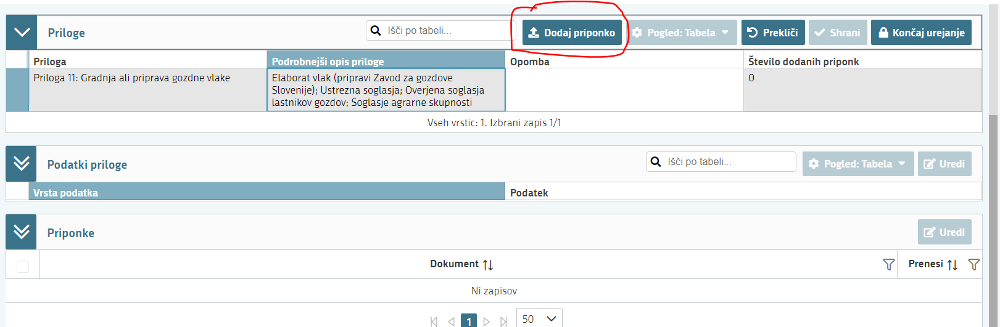 Priloge
Išči po tabeli...
Dodaj priponko
Pogled: Tabela
Prekliči
Shrani
Končaj urejanje
Priloga
Podrobnejši opis priloge
Opomba
Število dodanih priponk
Priloga 11: Gradnja ali priprava gozdne vlake
Elaborat vlak (pripravi Zavod za gozdove
Slovenije); Ustrezna soglasja; Overjena soglasja
lastnikov gozdov; Soglasje agrarne skupnosti
0
Vseh vrstic: 1. Izbrani zapis 1/1
Podatki priloge
Išči po tabeli...
Pogled: Tabela
Uredi
Vrsta podatka
Podatek
Priponke
Uredi
Dokument
Prenesi
Ni zapisov
1
50